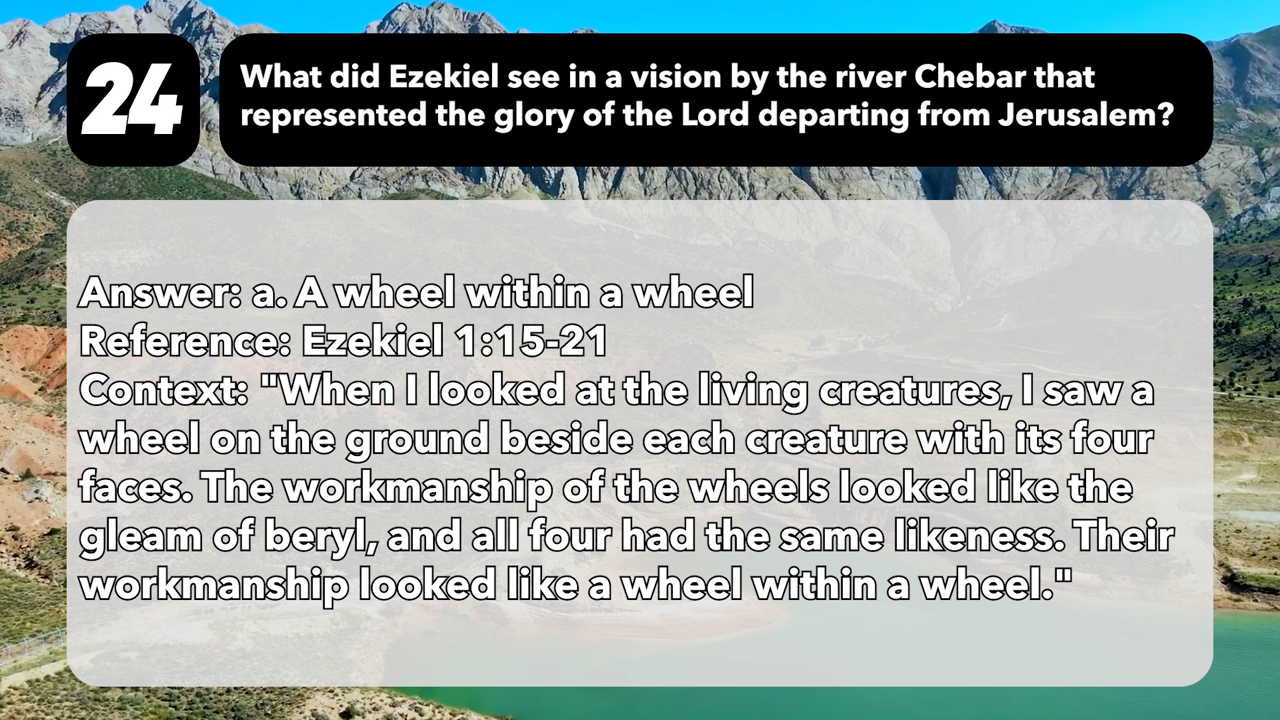 24
What did Ezekiel see in a vision by the river Chebar that
represented the glory of the Lord departing from Jerusalem?
Answer: a. A wheel within a wheel
Reference: Ezekiel 1:15-21
Context: "When I looked at the living creatures, I saw a
wheel on the ground beside each creature with its four
faces. The workmanship of the wheels looked like the
gleam of beryl, and all four had the same likeness. Their
workmanship looked like a wheel within a wheel."